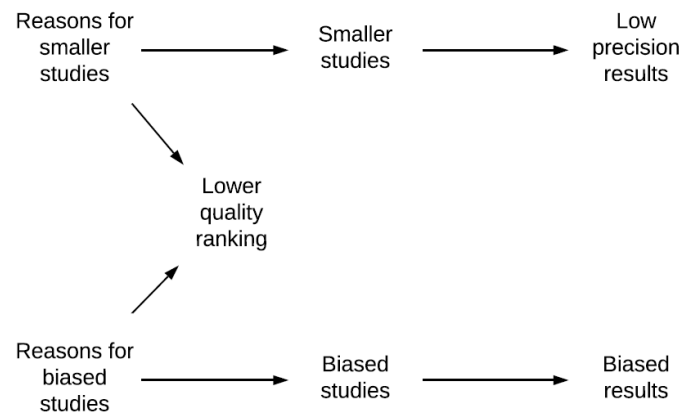 Reasons for
smaller
studies
Smaller
studies
Low
precision
results
Lower
quality
ranking
Reasons for
biased
studies
Biased
studies
Biased
results